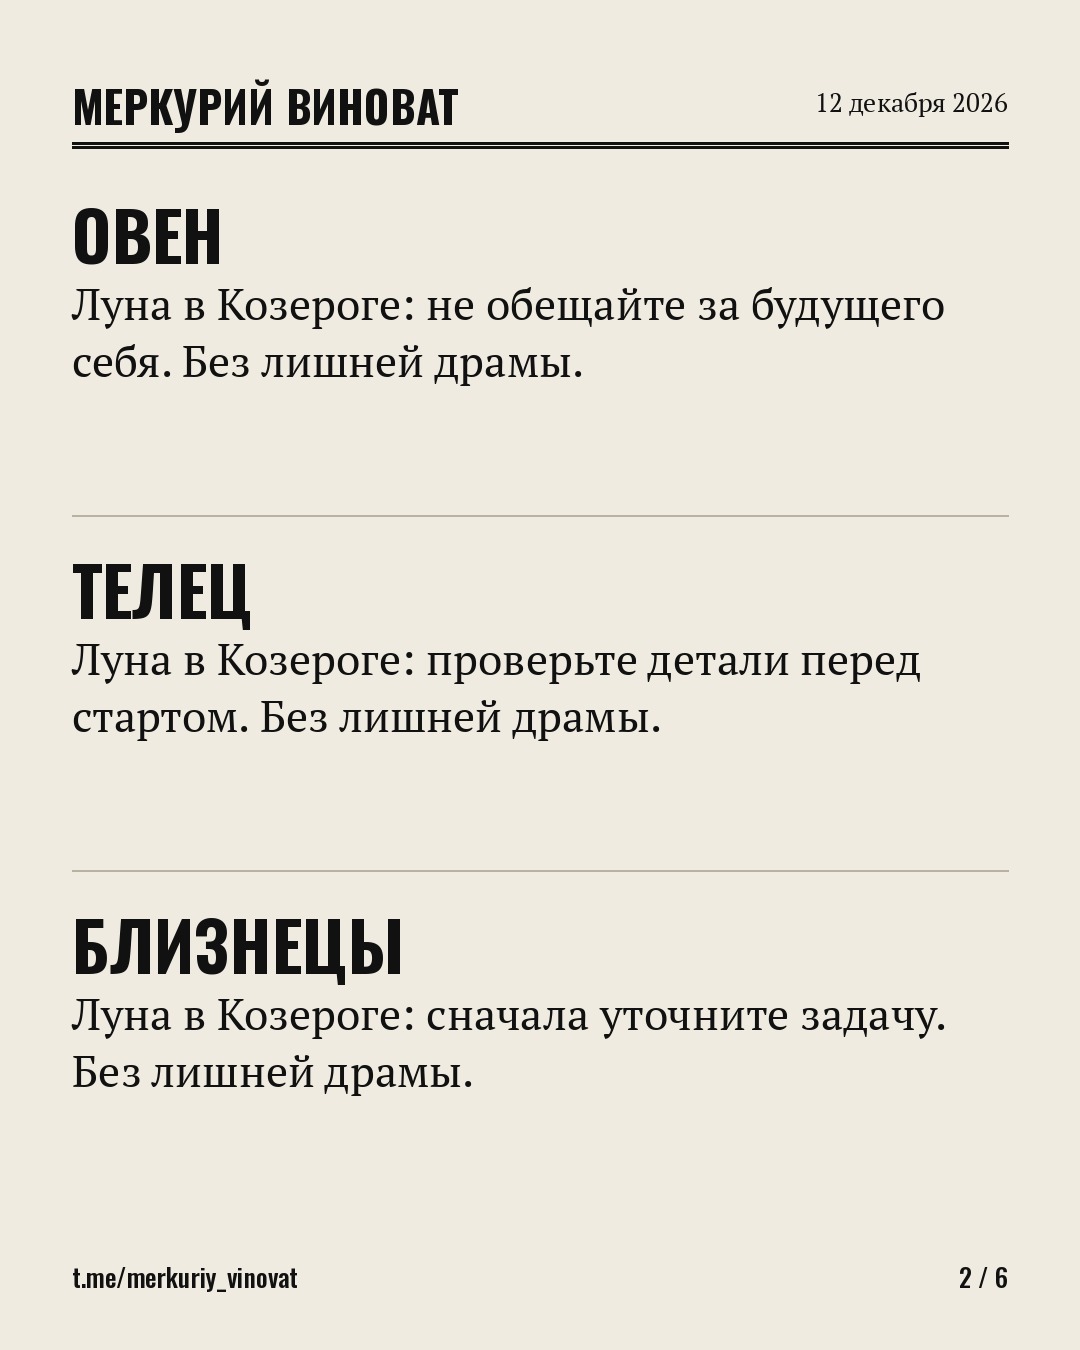 МЕРКУРИЙ ВИНОВАТ
12 декабря 2026
ОВЕН
Луна в Козероге: не обещайте за будущего
себя. Без лишней драмы.
ТЕЛЕЦ
Луна в Козероге: проверьте детали перед
стартом. Без лишней драмы.
БЛИЗНЕЦЫ
Луна в Козероге: сначала уточните задачу.
Без лишней драмы.
t.me/merkuriy_vinovat
2 / 6